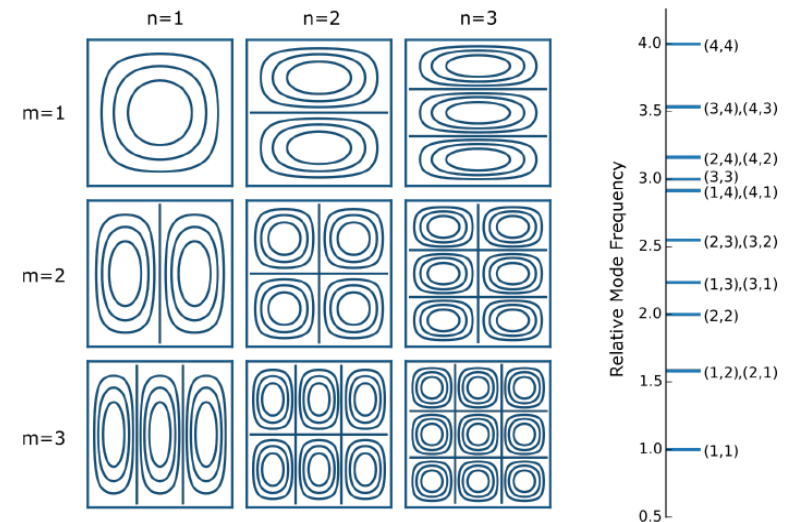 n=1
n=2
n=3
m=1
m=2
m=3
Relative Mode Frequency
4.0
(4,4)
3.5
(3,4),(4,3)
(2,4),(4,2)
3.0
(3,3)
(1,4),(4,1)
2.5
(2,3),(3,2)
(1,3),(3,1)
2.0
(2,2)
1.5
(1,2),(2,1)
1.0
(1,1)
0.5